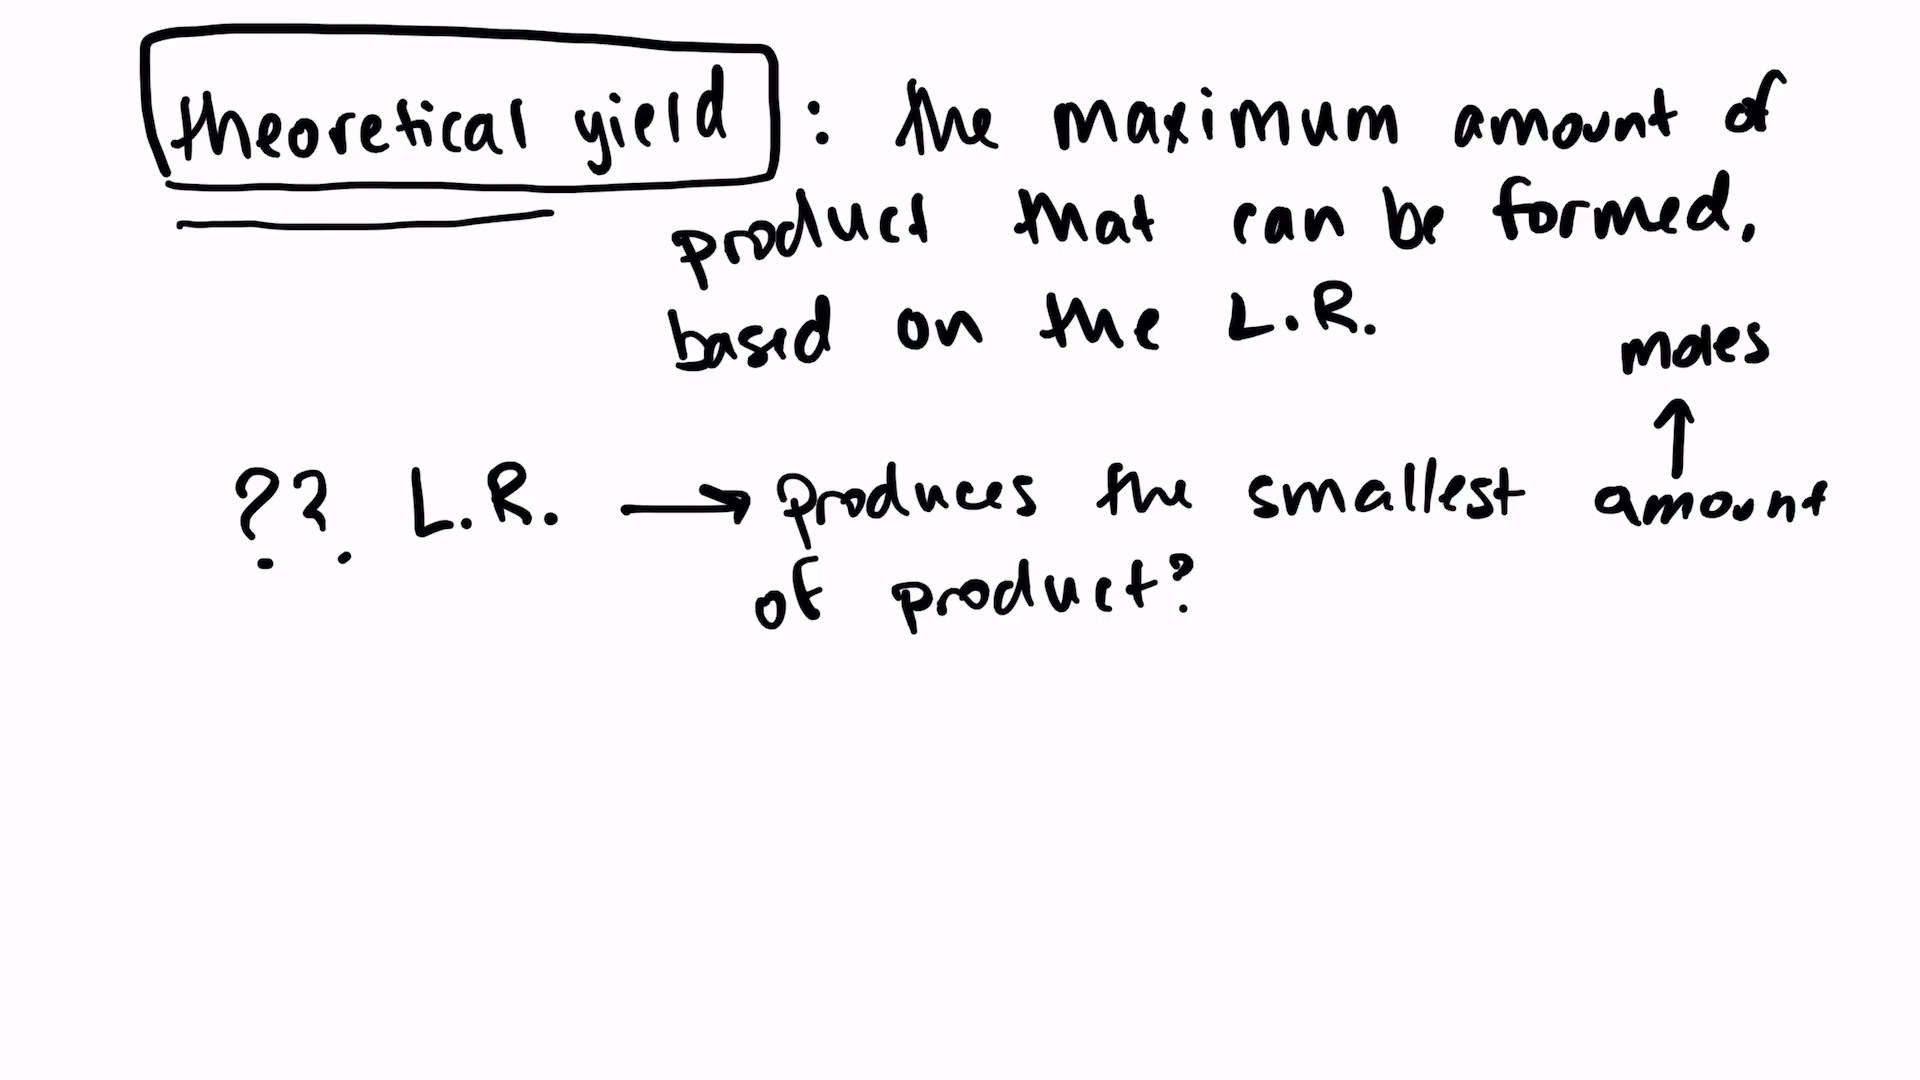 theoretical yield : the maximum amount of
product that can be formed,
based on the L.R.
moles
?? L.R. → produces the smallest amount
of product?